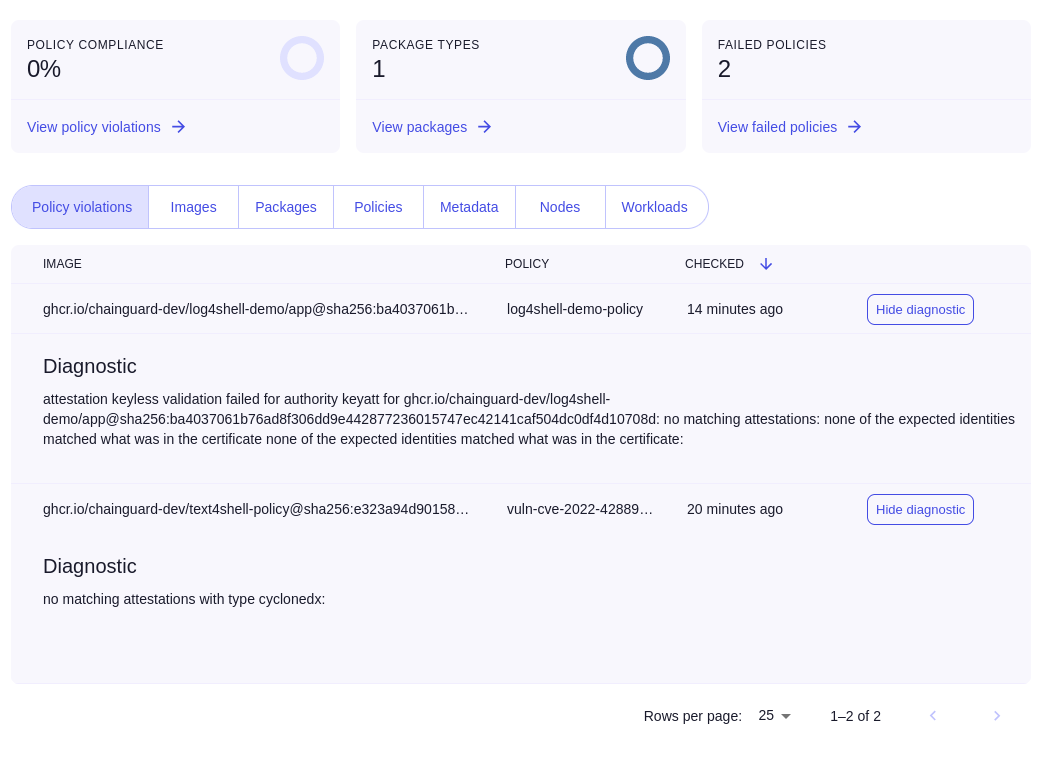 POLICY COMPLIANCE
0%
View policy violations
PACKAGE TYPES
1
View packages
FAILED POLICIES
2
View failed policies
Policy violations Images Packages Policies Metadata Nodes Workloads
IMAGE POLICY CHECKED
ghcr.io/chainguard-dev/log4shell-demo/app@sha256:ba4037061b… log4shell-demo-policy 14 minutes ago Hide diagnostic
Diagnostic
attestation keyless validation failed for authority keyatt for ghcr.io/chainguard-dev/log4shell-
demo/app@sha256:ba4037061b76ad8f306dd9e442877236015747ec42141caf504dc0df4d10708d: no matching attestations: none of the expected identities
matched what was in the certificate none of the expected identities matched what was in the certificate:
ghcr.io/chainguard-dev/text4shell-policy@sha256:e323a94d90158… vuln-cve-2022-42889… 20 minutes ago Hide diagnostic
Diagnostic
no matching attestations with type cyclonedx:
Rows per page: 25 1–2 of 2